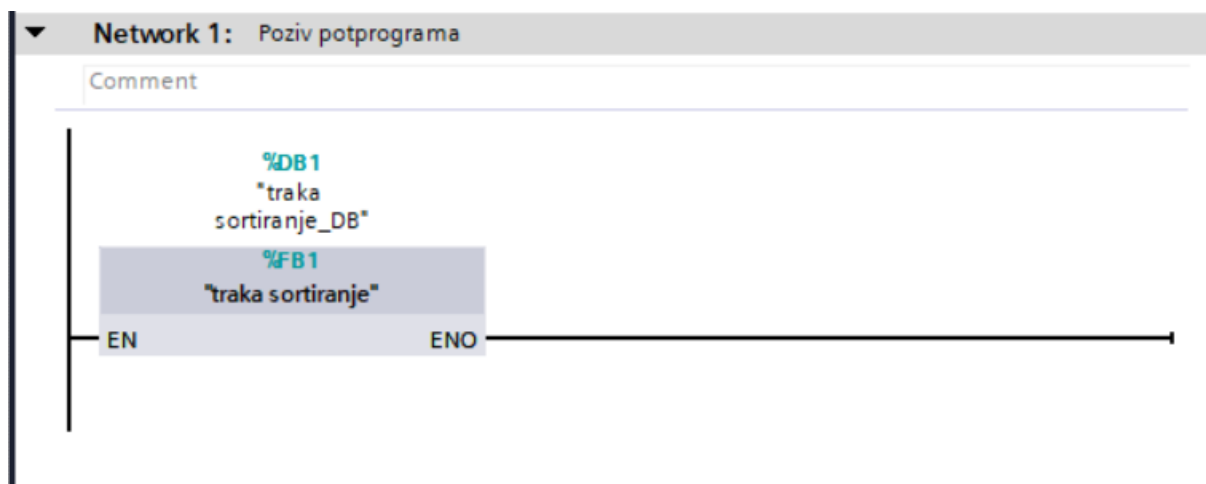 Network 1: Poziv potprograma
Comment
%DB1
"traka
sortiranje_DB"
%FB1
"traka sortiranje"
EN ENO